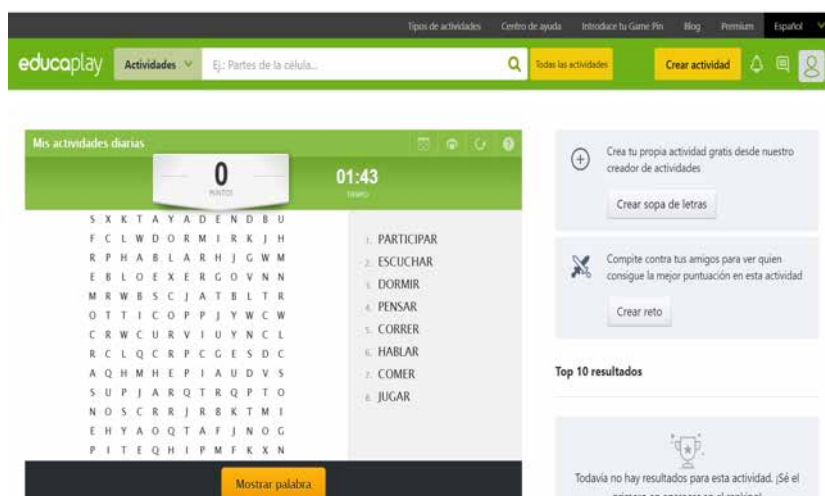 Tipos de actividades Centro de ayuda Introduce tu Game Pin Blog Premium Español
educaplay Actividades Ej.: Partes de la célula... Todas las actividades Crear actividad
Mis actividades diarias
0
PUNTOS
01:43
TIEMPO
S X K T A Y A D E N D B U
F C L W D O R M I R K J H
R P H A B L A R H J G W M
E B L O E X E R G O V N N
M R W B S C J A T B L T R
O T T I C O P P J Y W C W
C R W C U R V I U Y N C L
R C L Q C R P C G E S D C
A Q H M H E P I A U D V S
S U P J A R Q T R Q P T O
N O S C R R J R B K T M I
E H Y A O Q T A F J N O G
P I T E Q H I P M F K X N
1. PARTICIPAR
2. ESCUCHAR
3. DORMIR
4. PENSAR
5. CORRER
6. HABLAR
7. COMER
8. JUGAR
Mostrar palabra
Crea tu propia actividad gratis desde nuestro
creador de actividades
Crear sopa de letras
Compite contra tus amigos para ver quien
consigue la mejor puntuación en esta actividad
Crear reto
Top 10 resultados
Todavía no hay resultados para esta actividad. ¡Sé el